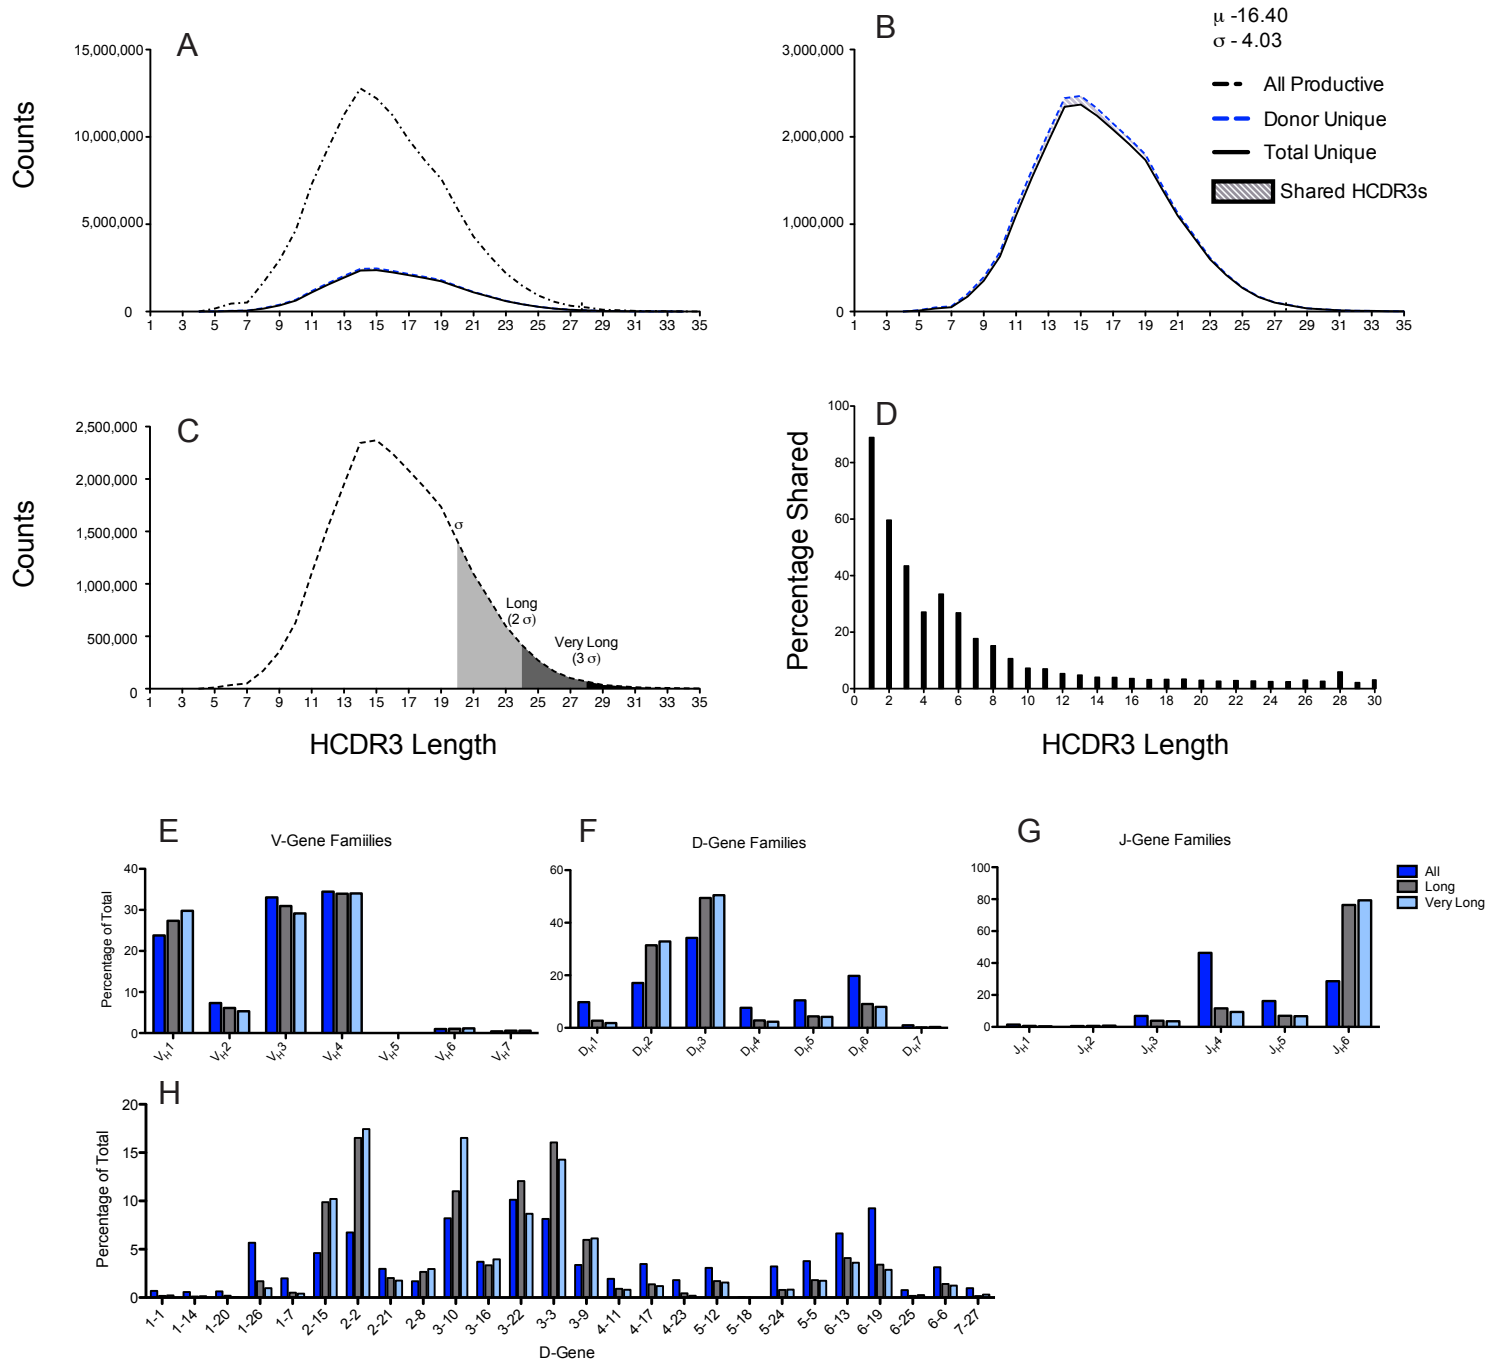 A
15,000,000
10,000,000
5,000,000
0
Counts
1 3 5 7 9 11 13 15 17 19 21 23 25 27 29 31 33 35
B
μ -16.40
σ - 4.03
All Productive
Donor Unique
Total Unique
Shared HCDR3s
3,000,000
2,000,000
1,000,000
0
1 3 5 7 9 11 13 15 17 19 21 23 25 27 29 31 33 35
C
2,500,000
2,000,000
1,500,000
1,000,000
500,000
0
Counts
σ
Long
(2 σ)
Very Long
(3 σ)
1 3 5 7 9 11 13 15 17 19 21 23 25 27 29 31 33 35
HCDR3 Length
D
100
80
60
40
20
0
Percentage Shared
0 2 4 6 8 10 12 14 16 18 20 22 24 26 28 30
HCDR3 Length
E
V-Gene Famiilies
40
30
20
10
0
Percentage of Total
VH1 VH2 VH3 VH4 VH5 VH6 VH7
F
D-Gene Families
60
40
20
0
DH1 DH2 DH3 DH4 DH5 DH6 DH7
G
J-Gene Families
100
80
60
40
20
0
JH1 JH2 JH3 JH4 JH5 JH6
All
Long
Very Long
H
20
15
10
5
0
Percentage of Total
1-1 1-14 1-20 1-26 1-7 2-15 2-2 2-21 2-8 3-10 3-16 3-22 3-3 3-9 4-11 4-17 4-23 5-12 5-18 5-24 5-5 6-13 6-19 6-25 6-6 7-27
D-Gene